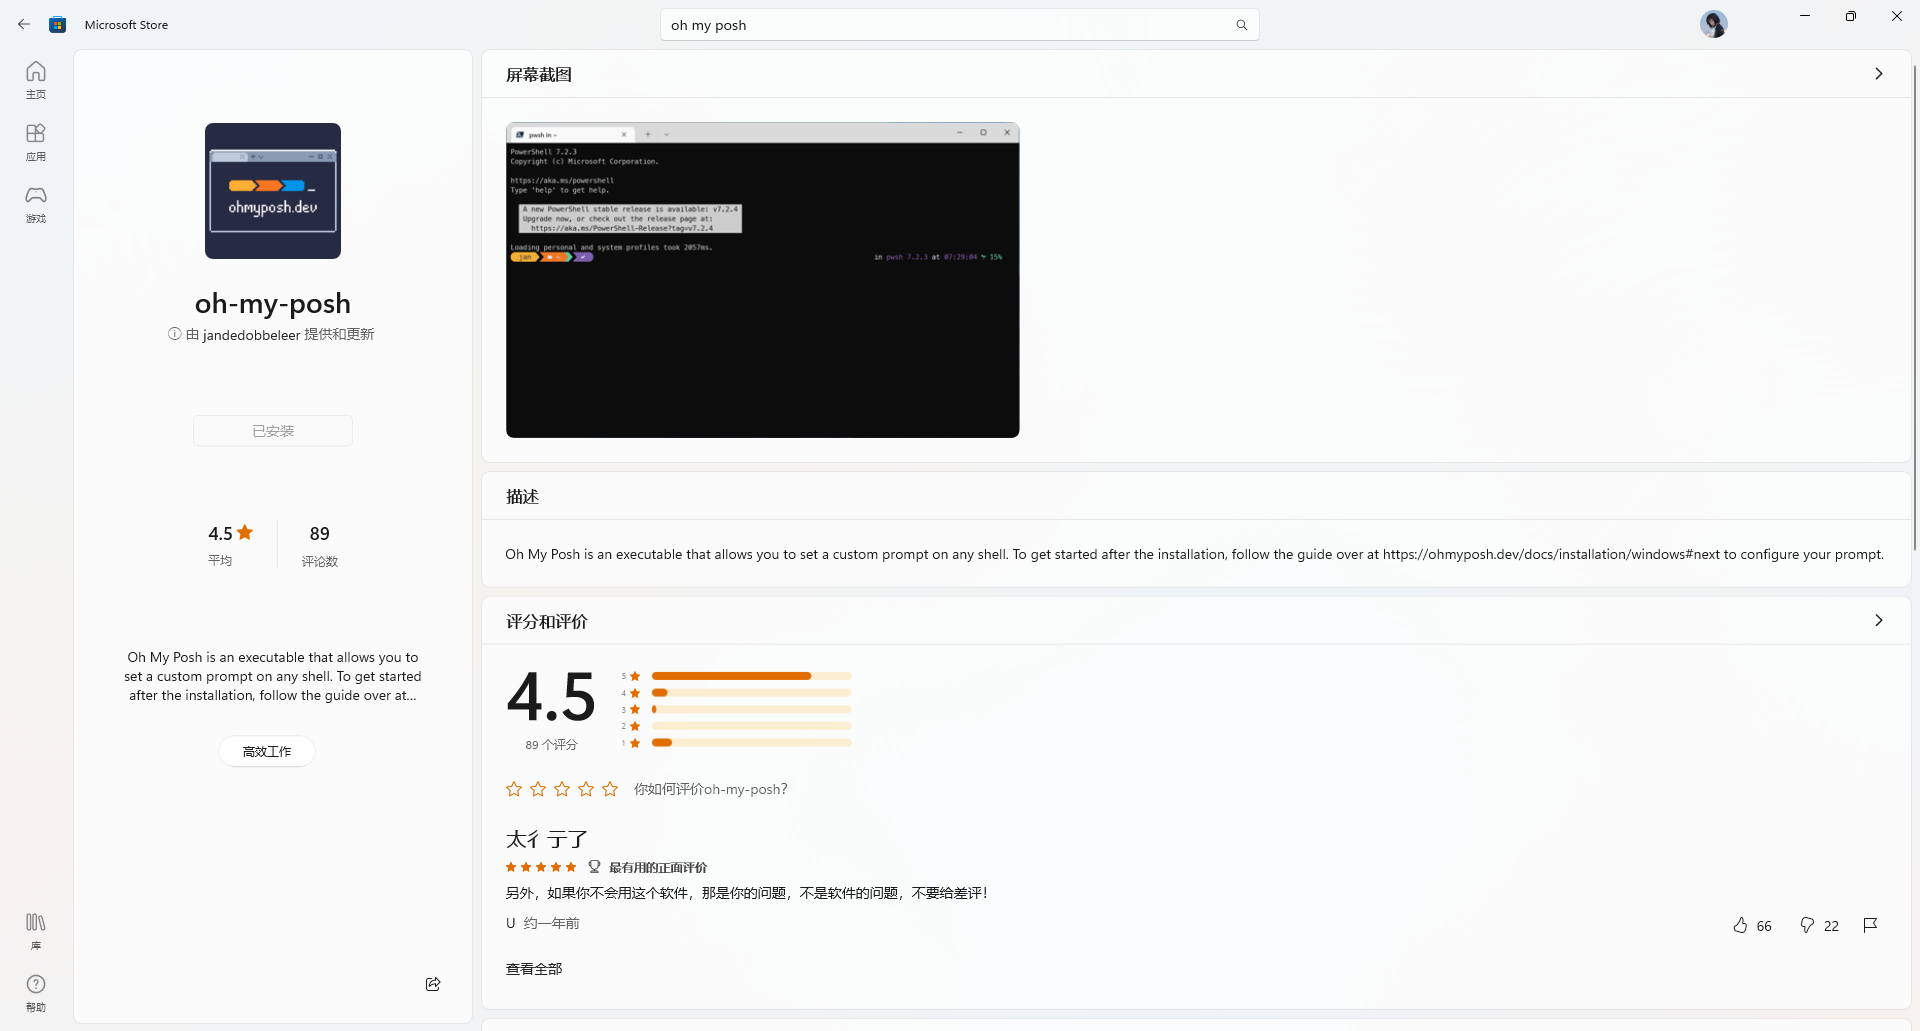 Microsoft Store
oh my posh
主页
应用
游戏
库
帮助
ohmyposh.dev
oh-my-posh
由 jandedobbeleer 提供和更新
已安装
4.5
平均
89
评论数
Oh My Posh is an executable that allows you to
set a custom prompt on any shell. To get started
after the installation, follow the guide over at...
高效工作
屏幕截图
pwsh in ~
PowerShell 7.2.3
Copyright (c) Microsoft Corporation.
https://aka.ms/powershell
Type 'help' to get help.
A new PowerShell stable release is available: v7.2.4
Upgrade now, or check out the release page at:
https://aka.ms/PowerShell-Release?tag=v7.2.4
Loading personal and system profiles took 2057ms.
jan ~ in pwsh 7.2.3 at 07:29:04 15%
描述
Oh My Posh is an executable that allows you to set a custom prompt on any shell. To get started after the installation, follow the guide over at https://ohmyposh.dev/docs/installation/windows#next to configure your prompt.
评分和评价
4.5
89 个评分
5
4
3
2
1
你如何评价oh-my-posh?
太彳亍了
最有用的正面评价
另外，如果你不会用这个软件，那是你的问题，不是软件的问题，不要给差评！
U 约一年前
66 22
查看全部